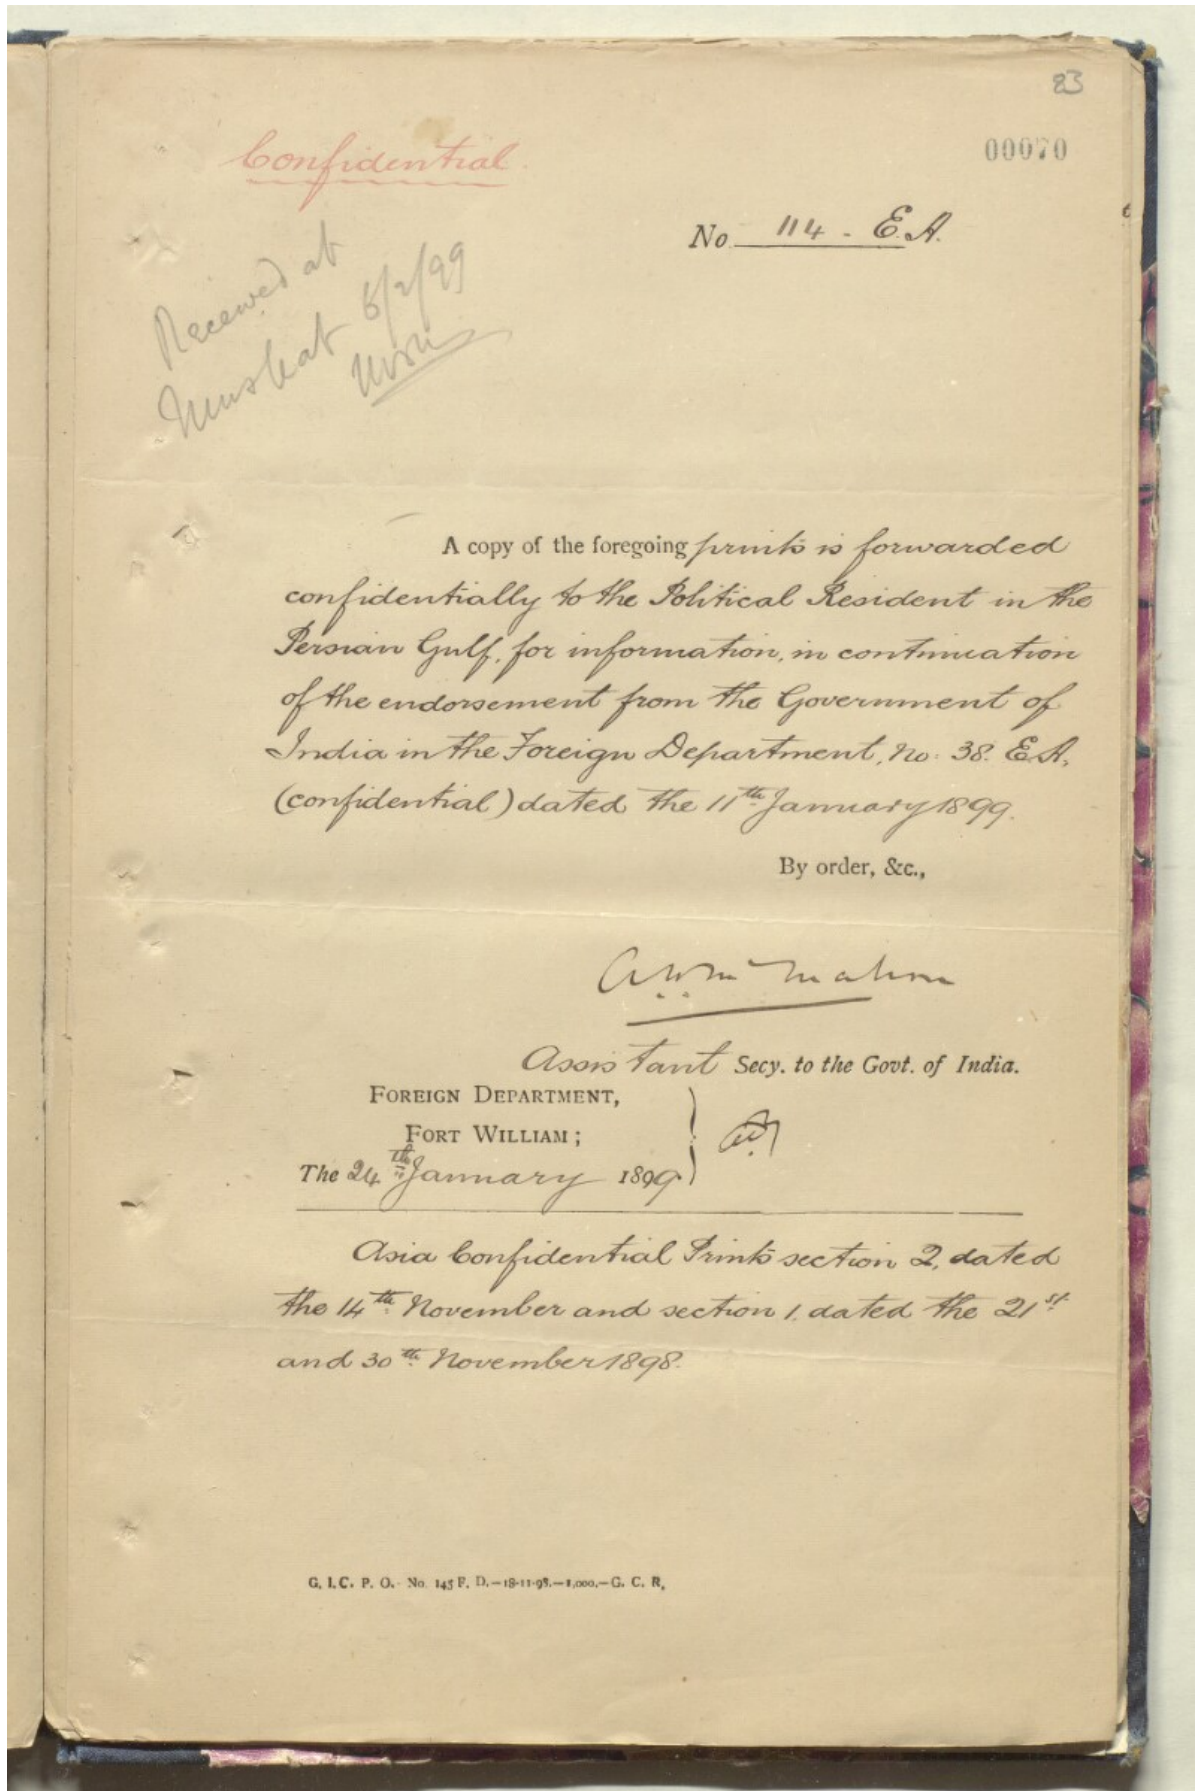 83
00070
Confidential.
No 114 - E.A.
Received at
Muskat 8/2/99
A copy of the foregoing prints is forwarded
confidentially to the Political Resident in the
Persian Gulf, for information, in continuation
of the endorsement from the Government of
India in the Foreign Department, No. 38. E.A.
(confidential) dated the 11th January 1899.
By order, &c.,
Assistant Secy. to the Govt. of India.
FOREIGN DEPARTMENT,
FORT WILLIAM;
The 24th January 1899.
Asia Confidential Prints section 2, dated
the 14th November and section 1, dated the 21st
and 30th November 1898.
G. I. C. P. O. No. 145 F. D.—18-11-98.—1,000.—G. C. R.